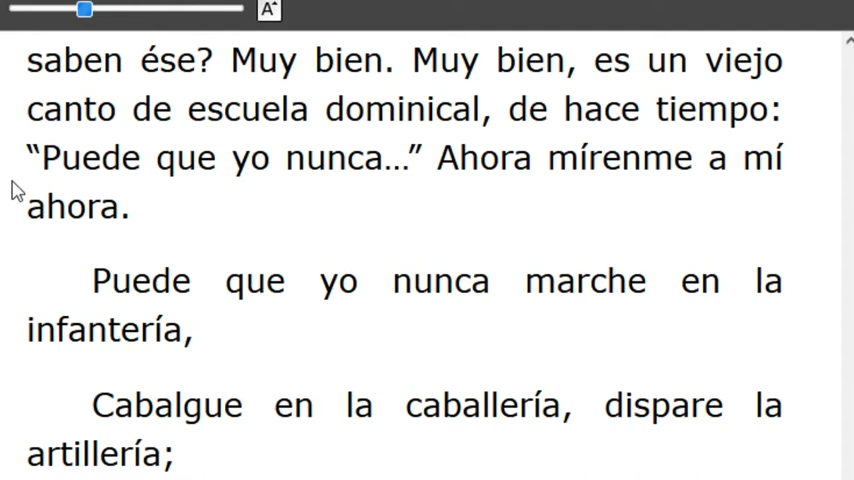 A
saben ése? Muy bien. Muy bien, es un viejo
canto de escuela dominical, de hace tiempo:
“Puede que yo nunca…” Ahora mírenme a mí
ahora.
Puede que yo nunca marche en la
infantería,
Cabalgue en la caballería, dispare la
artillería;